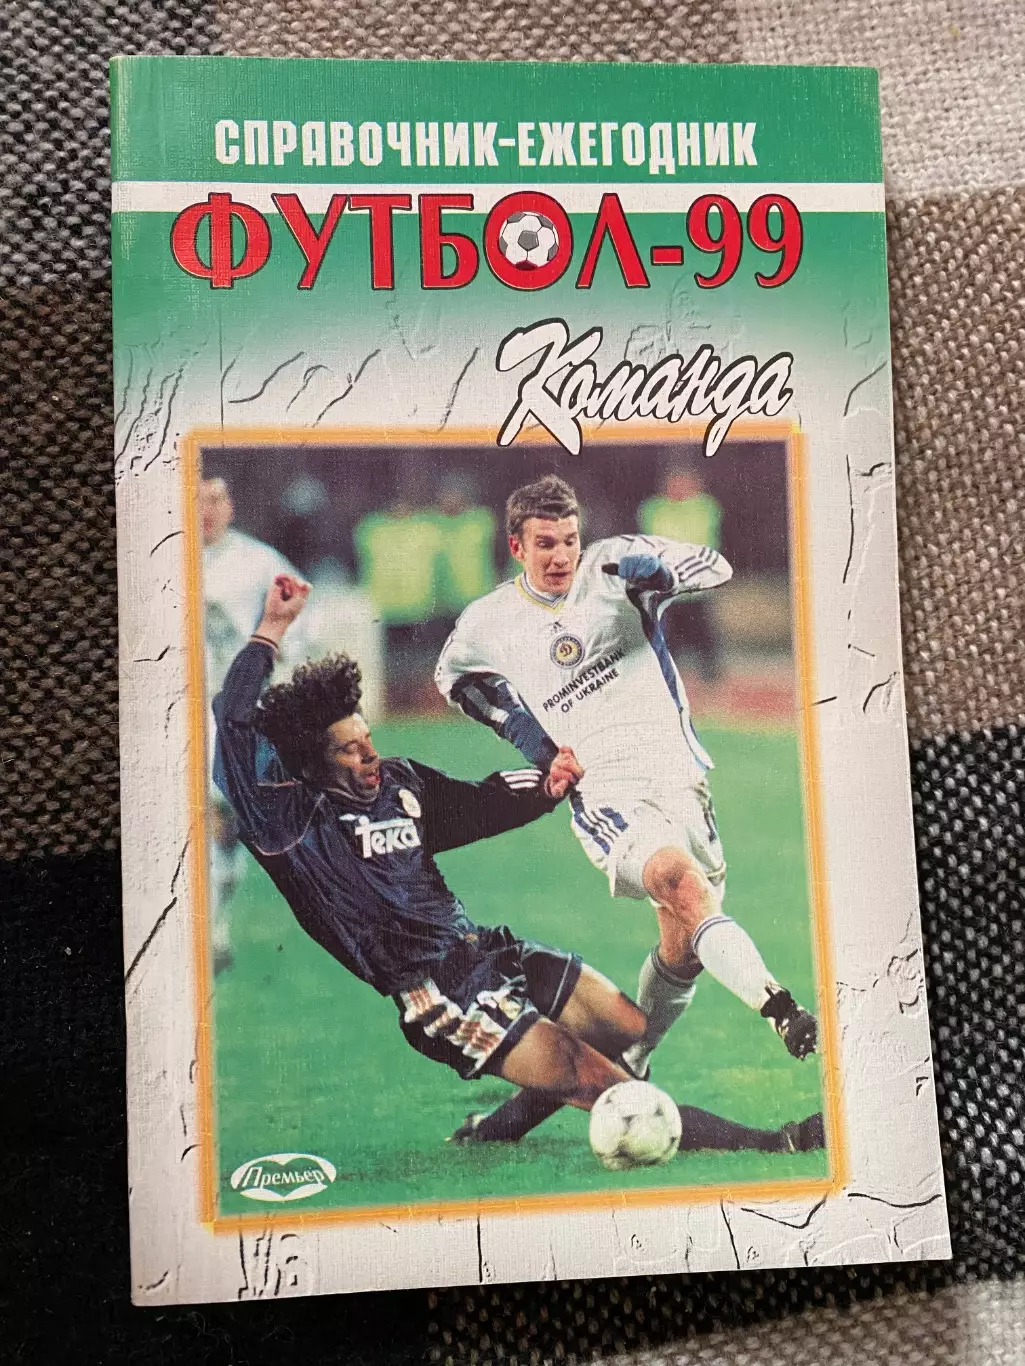 СПРАВОЧНИК-ЕЖЕГОДНИК
ФУТБОЛ-99
Команда
PROMINVESTBANK
OF UKRAINE
Teka
Премьер